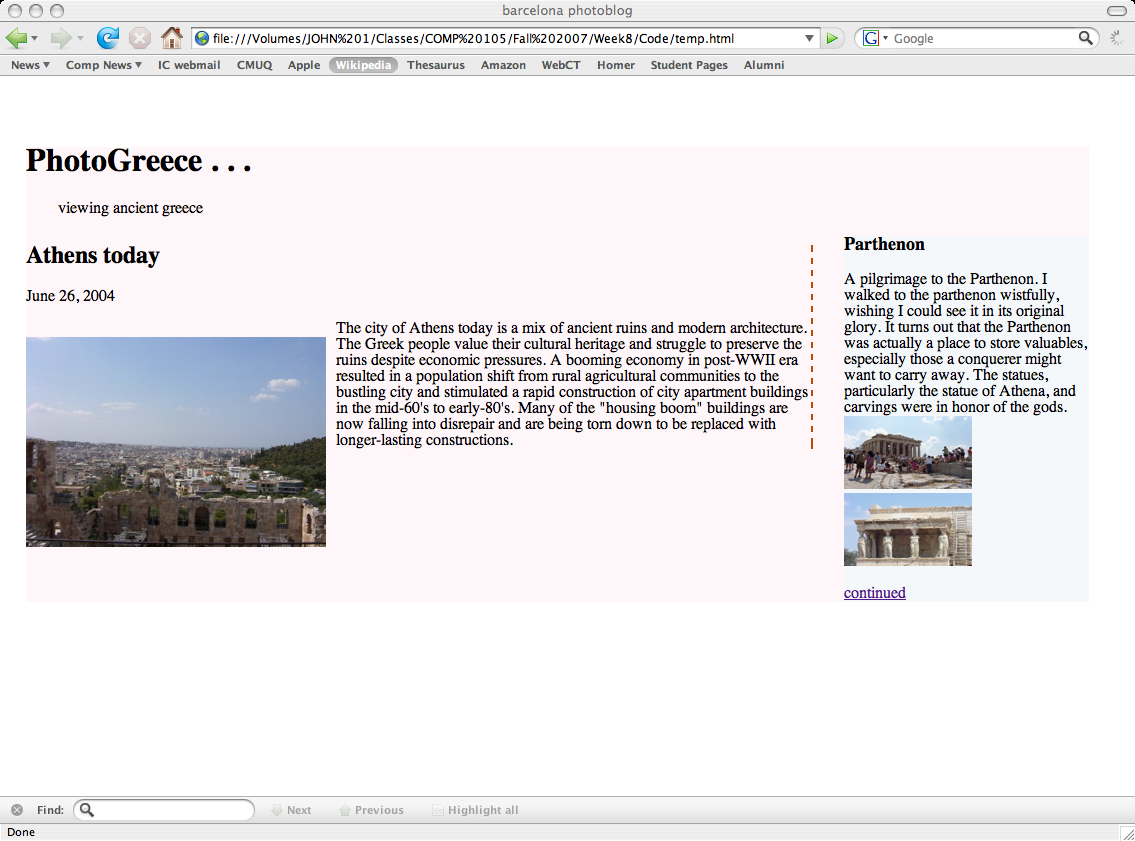 barcelona photoblog
file:///Volumes/JOHN%201/Classes/COMP%20105/Fall%202007/Week8/Code/temp.html
Google
News Comp News IC webmail CMUQ Apple Wikipedia Thesaurus Amazon WebCT Homer Student Pages Alumni
PhotoGreece . . .
viewing ancient greece
Athens today
June 26, 2004
The city of Athens today is a mix of ancient ruins and modern architecture.
The Greek people value their cultural heritage and struggle to preserve the
ruins despite economic pressures. A booming economy in post-WWII era
resulted in a population shift from rural agricultural communities to the
bustling city and stimulated a rapid construction of city apartment buildings
in the mid-60's to early-80's. Many of the "housing boom" buildings are
now falling into disrepair and are being torn down to be replaced with
longer-lasting constructions.
Parthenon
A pilgrimage to the Parthenon. I
walked to the parthenon wistfully,
wishing I could see it in its original
glory. It turns out that the Parthenon
was actually a place to store valuables,
especially those a conquerer might
want to carry away. The statues,
particularly the statue of Athena, and
carvings were in honor of the gods.
continued
Find: Next Previous Highlight all
Done